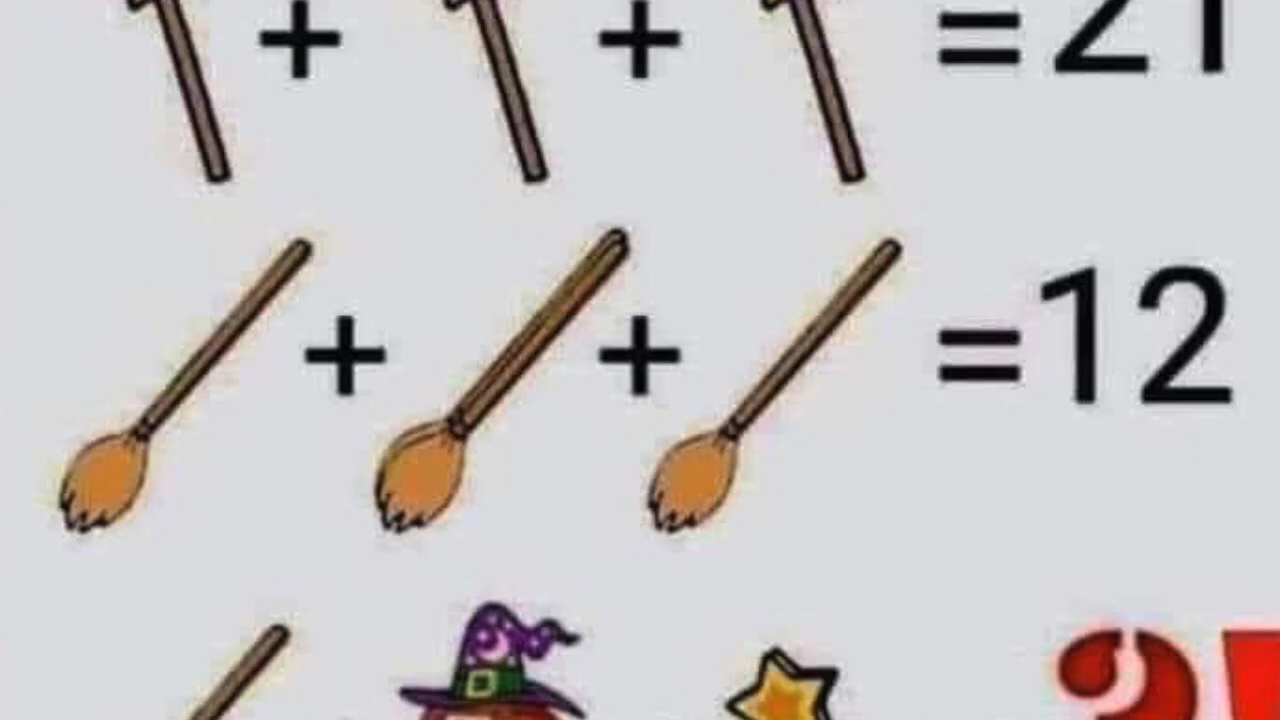 + + = 21
+ + = 12
?!